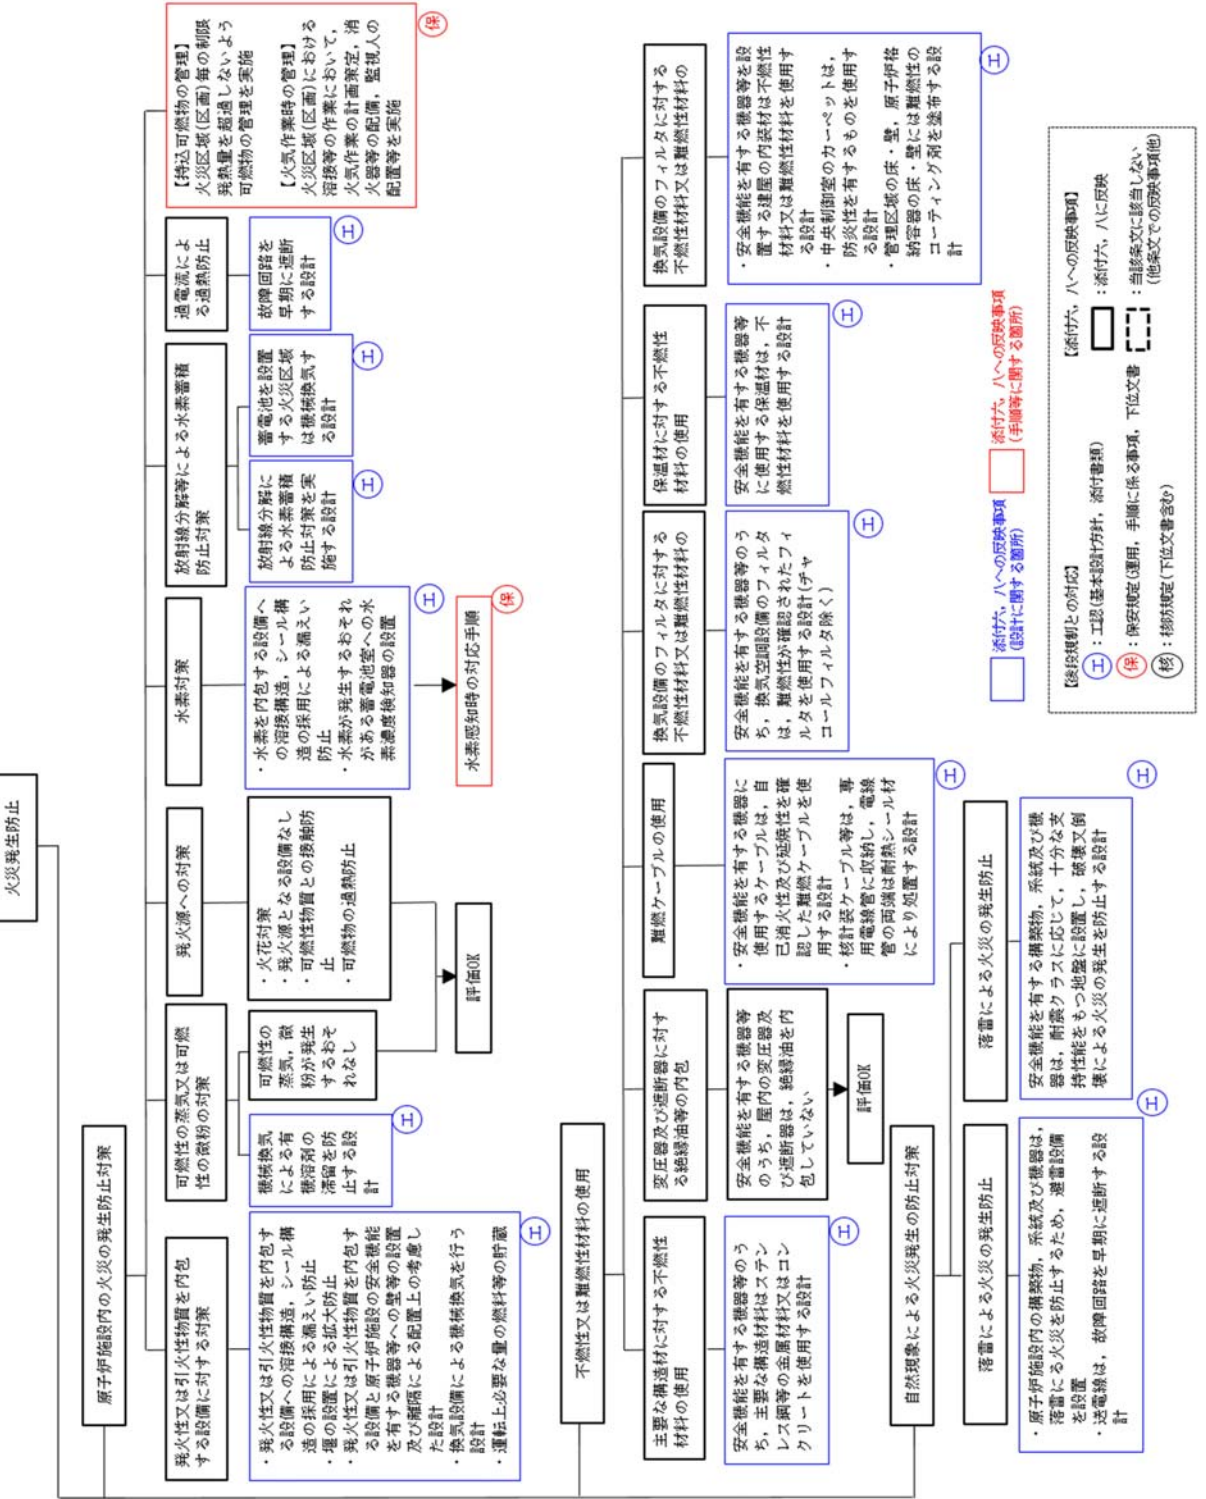 火災発生防止
原子炉施設内の火災の発生防止対策
発火性又は引火性物質を内包
する設備に対する対策
・発火性又は引火性物質を内包す
る設備への溶接構造，シール構
造の採用による漏えい防止
・堰の設置による拡大防止
・発火性又は引火性物質を内包す
る設備と原子炉施設の安全機能
を有する機器等への壁等の設置
及び離隔による配置上の考慮し
た設計
・換気設備による機械換気を行う
設計
・運転上必要な量の燃料等の貯蔵
工
可燃性の蒸気又は可燃
性の微粉の対策
機械換気
による有
機溶剤の
滞留を防
止する設
計
工
可燃性の
蒸気，微
粉が発生
するおそ
れなし
発火源への対策
・火花対策
・発火源となる設備なし
・可燃性物質との接触防
止
・可燃物の過熱防止
評価OK
水素対策
・水素を内包する設備へ
の溶接構造，シール構
造の採用による漏えい
防止
・水素が発生するおそれ
がある蓄電池室への水
素濃度検知器の設置
工
水素感知時の対応手順
保
放射線分解等による水素蓄積
防止対策
放射線分解に
よる水素蓄積
防止対策を実
施する設計
工
蓄電池を設置
する火災区域
は機械換気す
る設計
工
過電流によ
る過熱防止
故障回路を
早期に遮断
する設計
工
【持込可燃物の管理】
火災区域(区画)毎の制限
発熱量を超過しないよう
可燃物の管理を実施
【火気作業時の管理】
火災区域(区画)における
溶接等の作業において，
火気作業の計画策定，消
火器等の配備，監視人の
配置等を実施
保
不燃性又は難燃性材料の使用
主要な構造材に対する不燃性
材料の使用
安全機能を有する機器等のう
ち，主要な構造材料はステン
レス鋼等の金属材料又はコン
クリートを使用する設計
工
変圧器及び遮断器に対す
る絶縁油等の内包
安全機能を有する機器等
のうち，屋内の変圧器及
び遮断器は，絶縁油を内
包していない
評価OK
難燃ケーブルの使用
・安全機能を有する機器に
使用するケーブルは，自
己消火性及び延焼性を確
認した難燃ケーブルを使
用する設計
・核計装ケーブル等は，専
用電線管に収納し，電線
管の両端は耐熱シール材
により処置する設計
工
換気設備のフィルタに対する
不燃性材料又は難燃性材料の
安全機能を有する機器等のう
ち，換気空調設備のフィルタ
は，難燃性が確認されたフィ
ルタを使用する設計(チャ
コールフィルタ除く)
工
保温材に対する不燃性
材料の使用
安全機能を有する機器等
に使用する保温材は，不
燃性材料を使用する設計
工
換気設備のフィルタに対する
不燃性材料又は難燃性材料の
・安全機能を有する機器等を設
置する建屋の内装材は不燃性
材料又は難燃性材料を使用す
る設計
・中央制御室のカーペットは，
防炎性を有するものを使用す
る設計
・管理区域の床・壁，原子炉格
納容器の床・壁には難燃性の
コーティング剤を塗布する設
計
工
自然現象による火災発生の防止対策
落雷による火災の発生防止
・原子炉施設内の構築物，系統及び機器は，
落雷による火災を防止するため，避雷設備
を設置
・送電線は，故障回路を早期に遮断する設
計
工
落雷による火災の発生防止
安全機能を有する構築物，系統及び機
器は，耐震クラスに応じて，十分な支
持性能をもつ地盤に設置し，破壊又倒
壊による火災の発生を防止する設計
工
添付六，八への反映事項
(設計に関する箇所)
添付六，八への反映事項
(手順等に関する箇所)
【後段規制との対応】
工：工認(基本設計方針，添付書類)
保：保安規定(運用，手順に係る事項，下位文書
核：核防規定(下位文書含む)
【添付六，八への反映事項】
：添付六，八に反映
：当該条文に該当しない
(他条文での反映事項他)